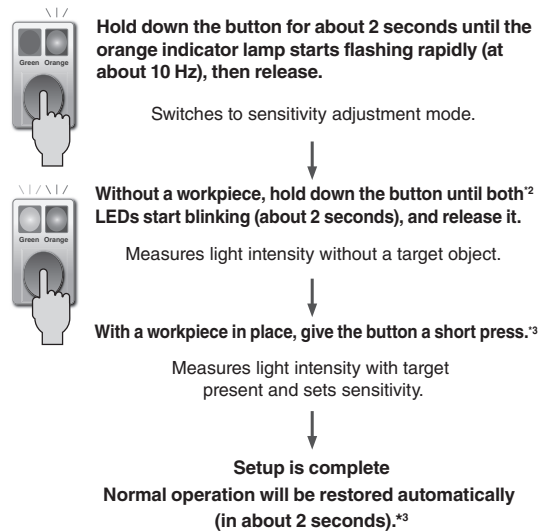 Hold down the button for about 2 seconds until the
orange indicator lamp starts flashing rapidly (at
about 10 Hz), then release.
Green Orange
Switches to sensitivity adjustment mode.
Without a workpiece, hold down the button until both*2
LEDs start blinking (about 2 seconds), and release it.
Green Orange
Measures light intensity without a target object.
With a workpiece in place, give the button a short press.*3
Measures light intensity with target
present and sets sensitivity.
Setup is complete
Normal operation will be restored automatically
(in about 2 seconds).*3